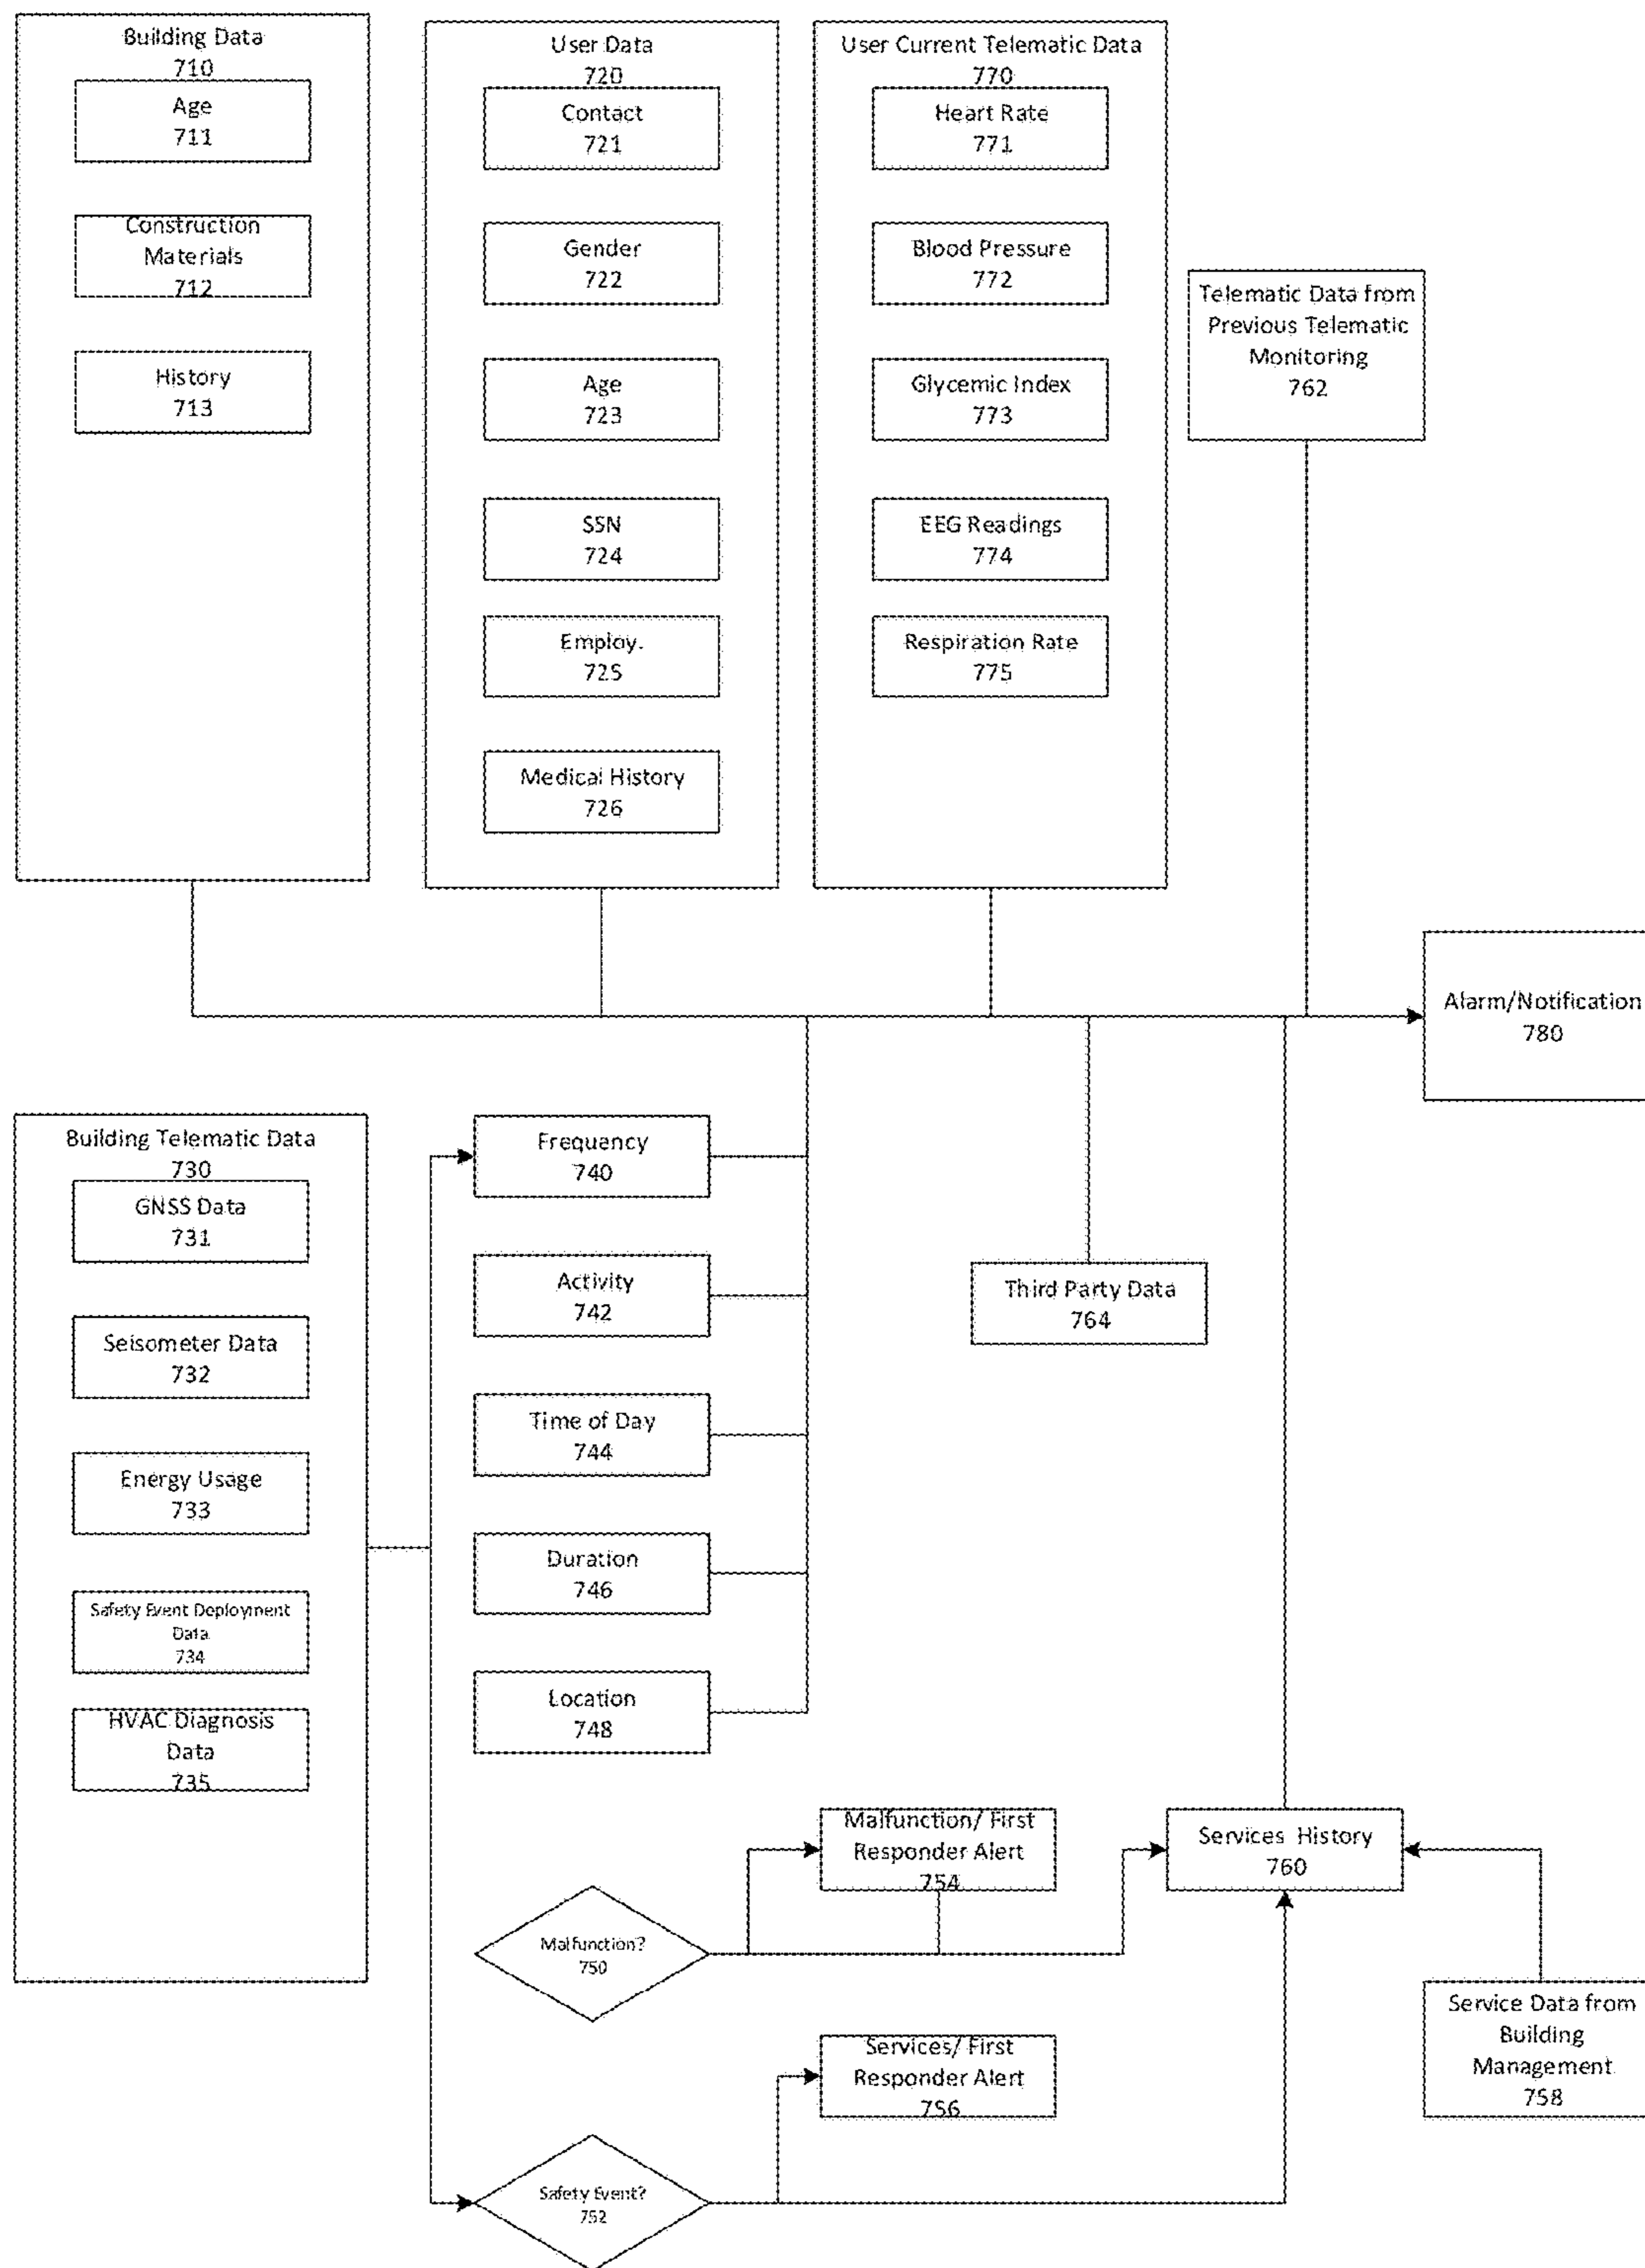 Building Data
710
Age
711
Construction
Materials
712
History
713
User Data
720
Contact
721
Gender
722
Age
723
SSN
724
Employ.
725
Medical History
726
User Current Telematic Data
770
Heart Rate
771
Blood Pressure
772
Glycemic Index
773
EEG Readings
774
Respiration Rate
775
Telematic Data from
Previous Telematic
Monitoring
762
Alarm/Notification
780
Building Telematic Data
730
GNSS Data
731
Seisometer Data
732
Energy Usage
733
Safety Event Deployment
Data
734
HVAC Diagnosis
Data
735
Frequency
740
Activity
742
Time of Day
744
Duration
746
Location
748
Third Party Data
764
Malfunction?
750
Malfunction/ First
Responder Alert
754
Services History
760
Safety Event?
752
Services/ First
Responder Alert
756
Service Data from
Building
Management
758